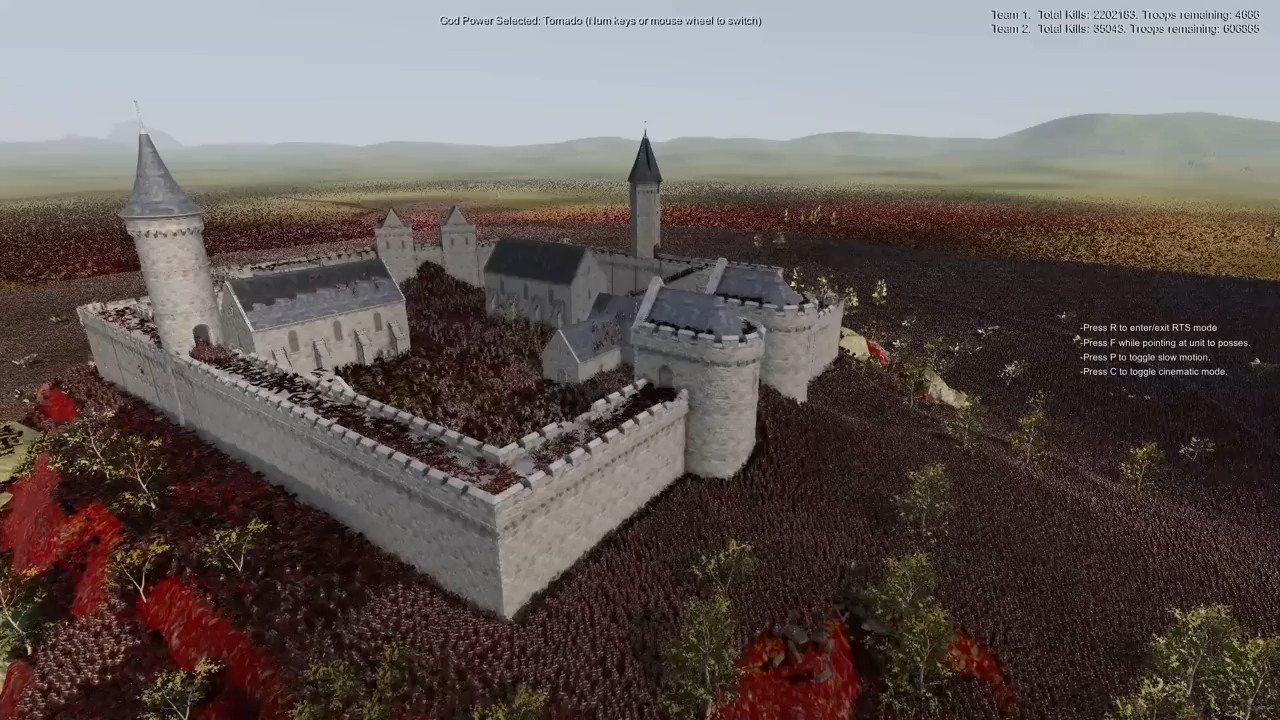 God Power Selected: Tornado (Num keys or mouse wheel to switch)
Team 1. Total Kills: 2202163. Troops remaining: 4666
Team 2. Total Kills: 35043. Troops remaining: 606865
-Press R to enter/exit RTS mode
-Press F while pointing at unit to posses.
-Press P to toggle slow motion.
-Press C to toggle cinematic mode.